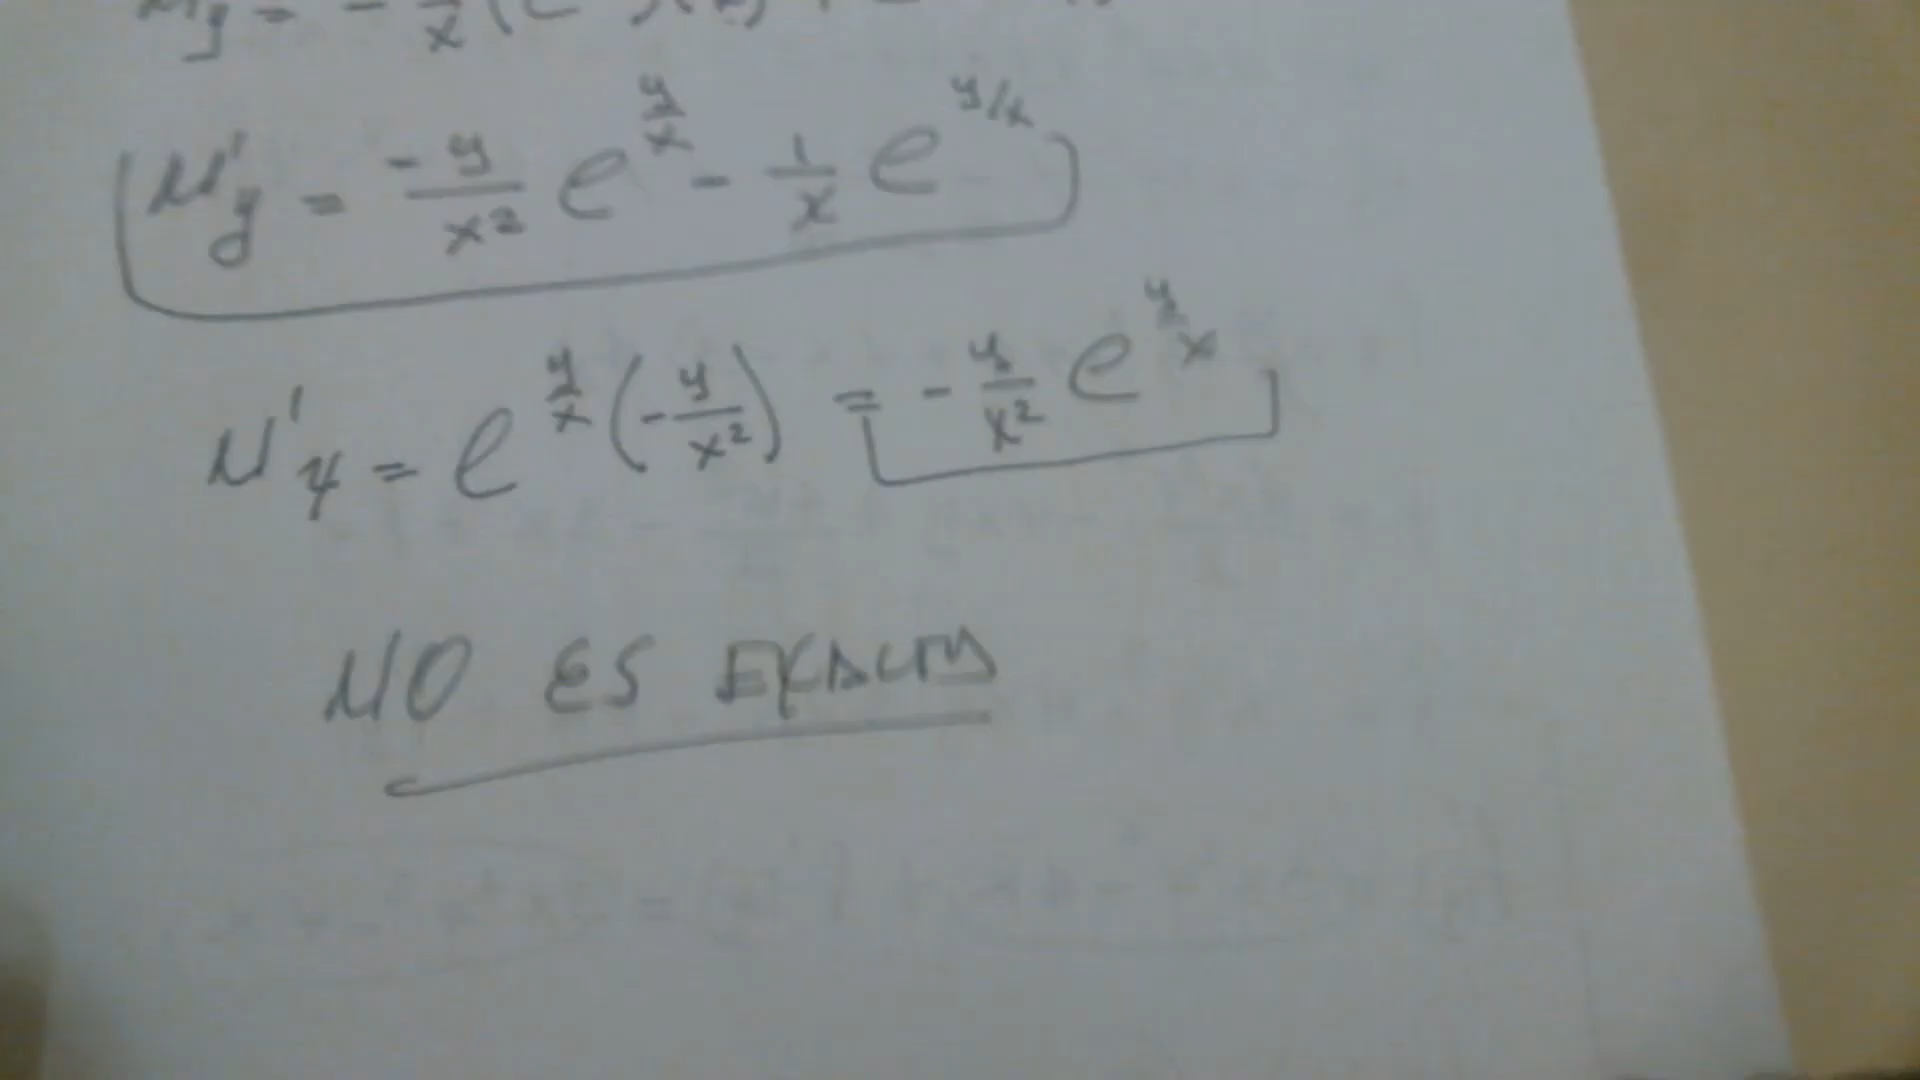 M'y = -y/x² e^(y/x) - 1/x e^(y/x)
N'x = e^(y/x) (-y/x²) = -y/x² e^(y/x)
NO ES EXACTA